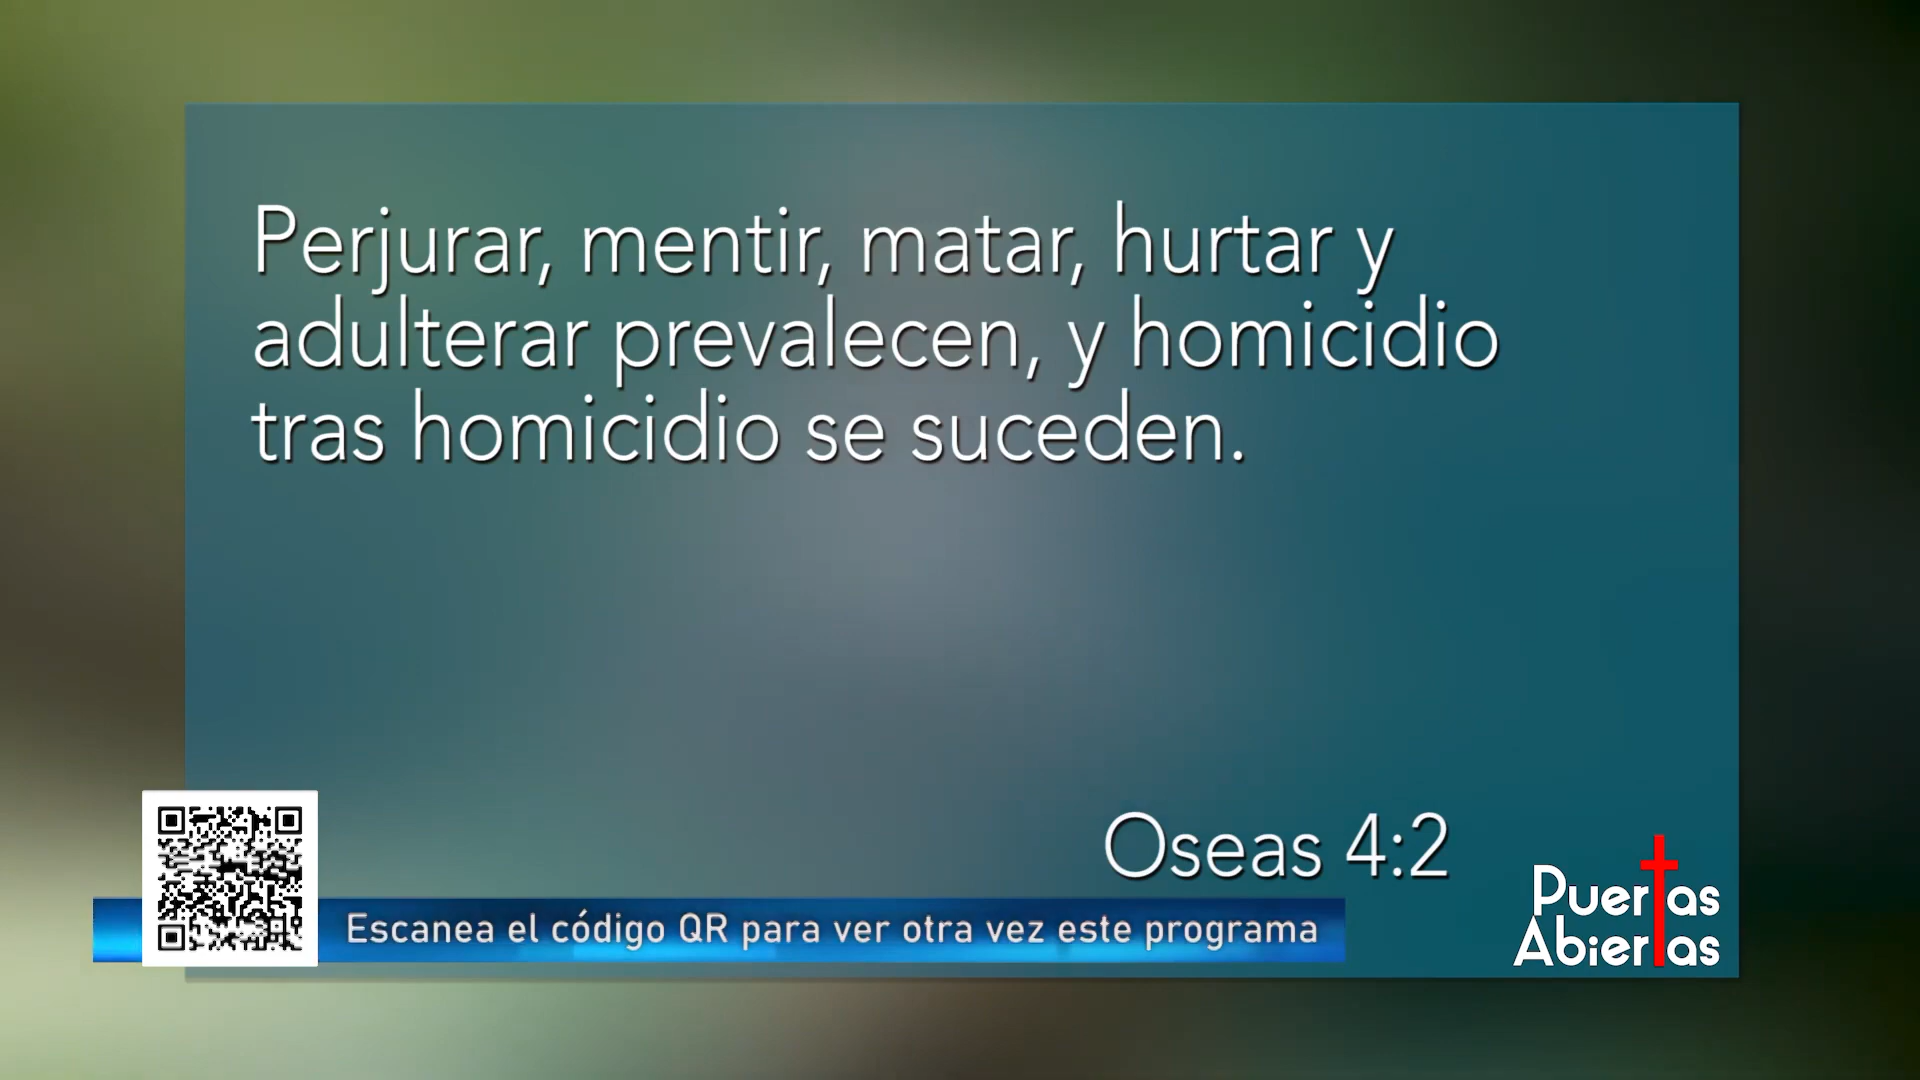 Perjurar, mentir, matar, hurtar y
adulterar prevalecen, y homicidio
tras homicidio se suceden.
Oseas 4:2
Escanea el código QR para ver otra vez este programa
Puertas
Abiertas